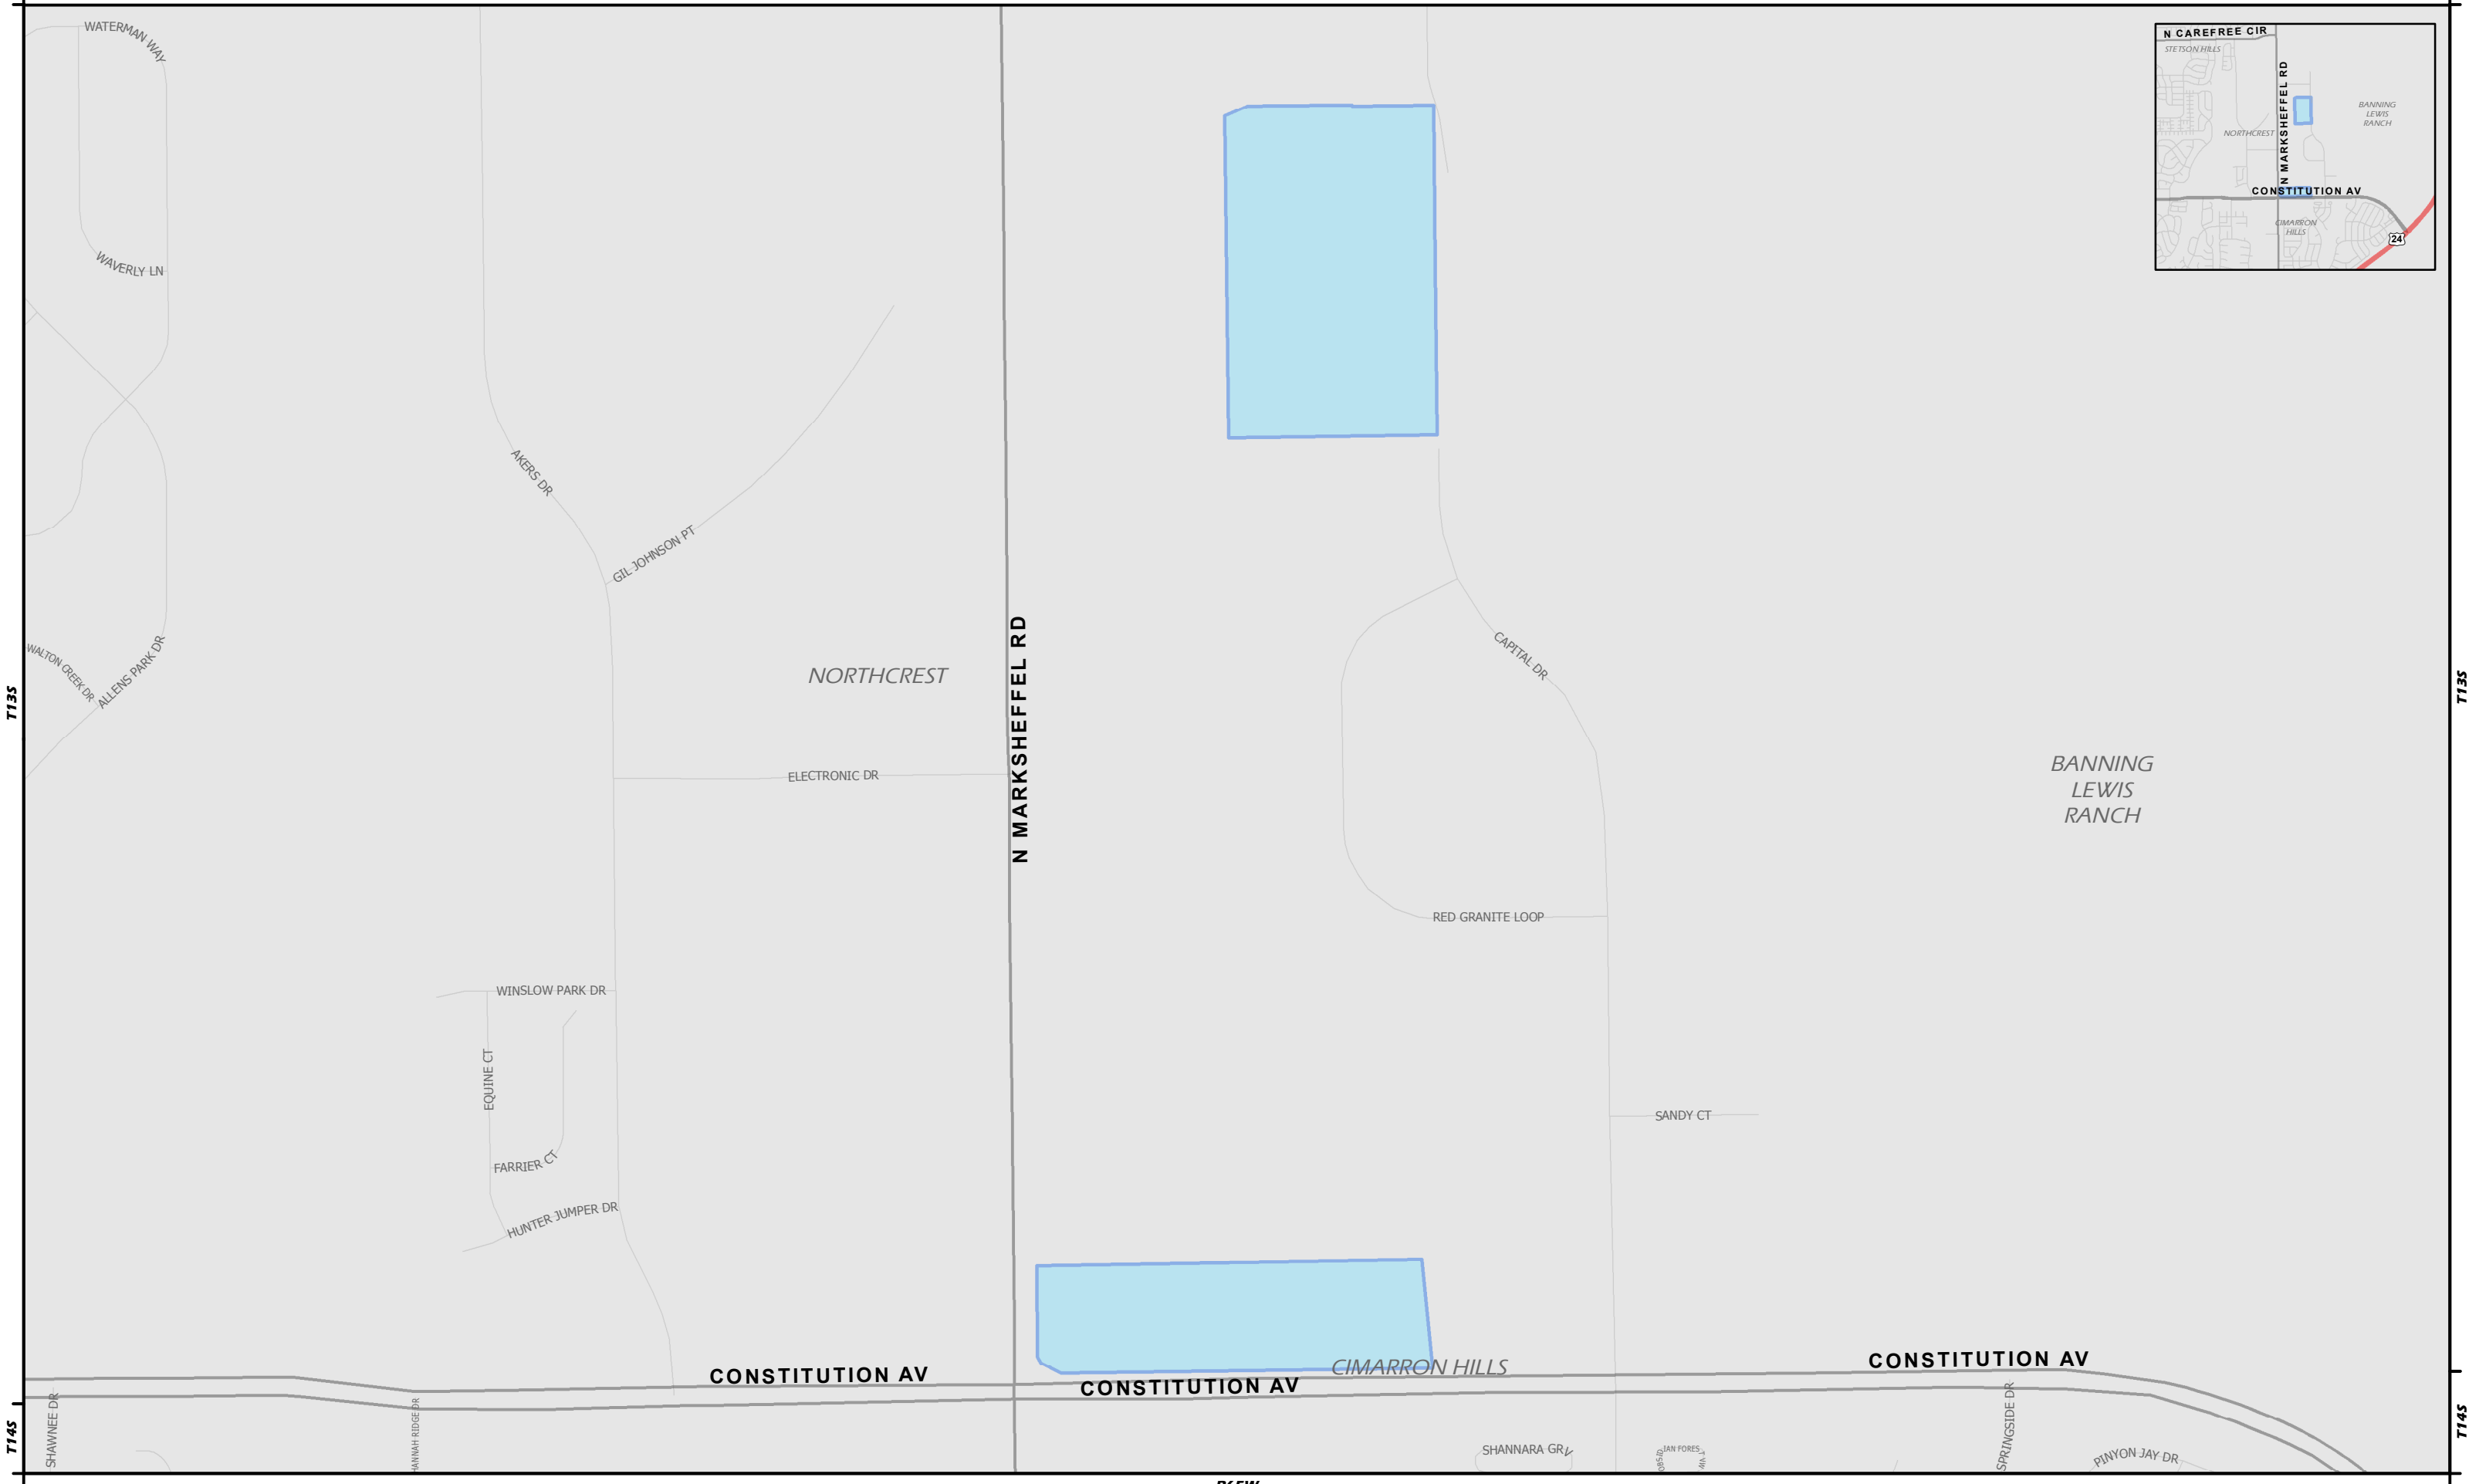 WATERMAN WAY
N CAREFREE CIR
STETSON HILLS
N MARKSHEFFEL RD
BANNING
LEWIS
RANCH
NORTHCREST
CONSTITUTION AV
CIMARRON
HILLS
24
WAVERLY LN
AKERS DR
GIL JOHNSON PT
WALTON CREEK DR
ALLENS PARK DR
CAPITAL DR
NORTHCREST
N MARKSHEFFEL RD
T13S
T13S
ELECTRONIC DR
BANNING
LEWIS
RANCH
RED GRANITE LOOP
WINSLOW PARK DR
EQUINE CT
SANDY CT
FARRIER CT
HUNTER JUMPER DR
CONSTITUTION AV
CIMARRON HILLS
CONSTITUTION AV
CONSTITUTION AV
T14S
SHAWNEE DR
HANNAH RIDGE DR
SHANNARA GRV
SPRINGSIDE DR
PINYON JAY DR
T14S